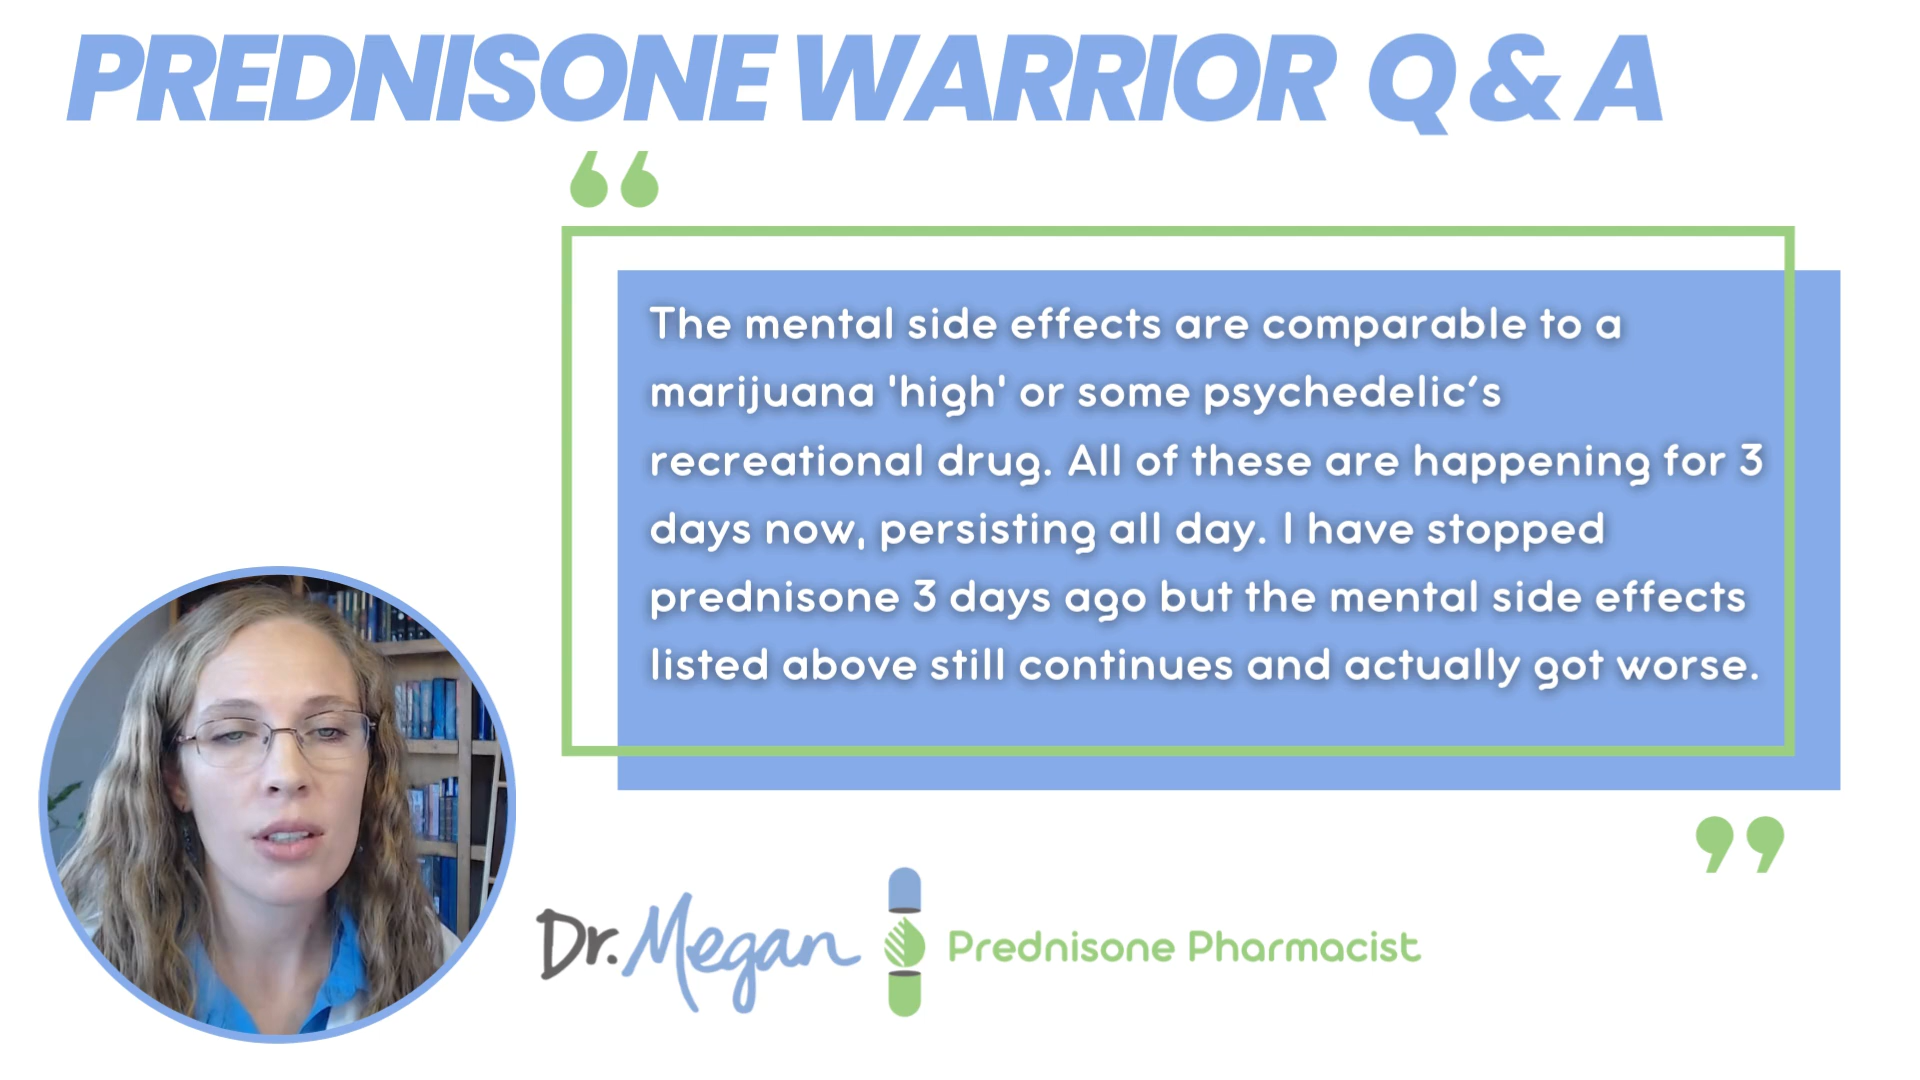 PREDNISONE WARRIOR Q & A
“
The mental side effects are comparable to a
marijuana 'high' or some psychedelic’s
recreational drug. All of these are happening for 3
days now, persisting all day. I have stopped
prednisone 3 days ago but the mental side effects
listed above still continues and actually got worse.
”
Dr. Megan Prednisone Pharmacist